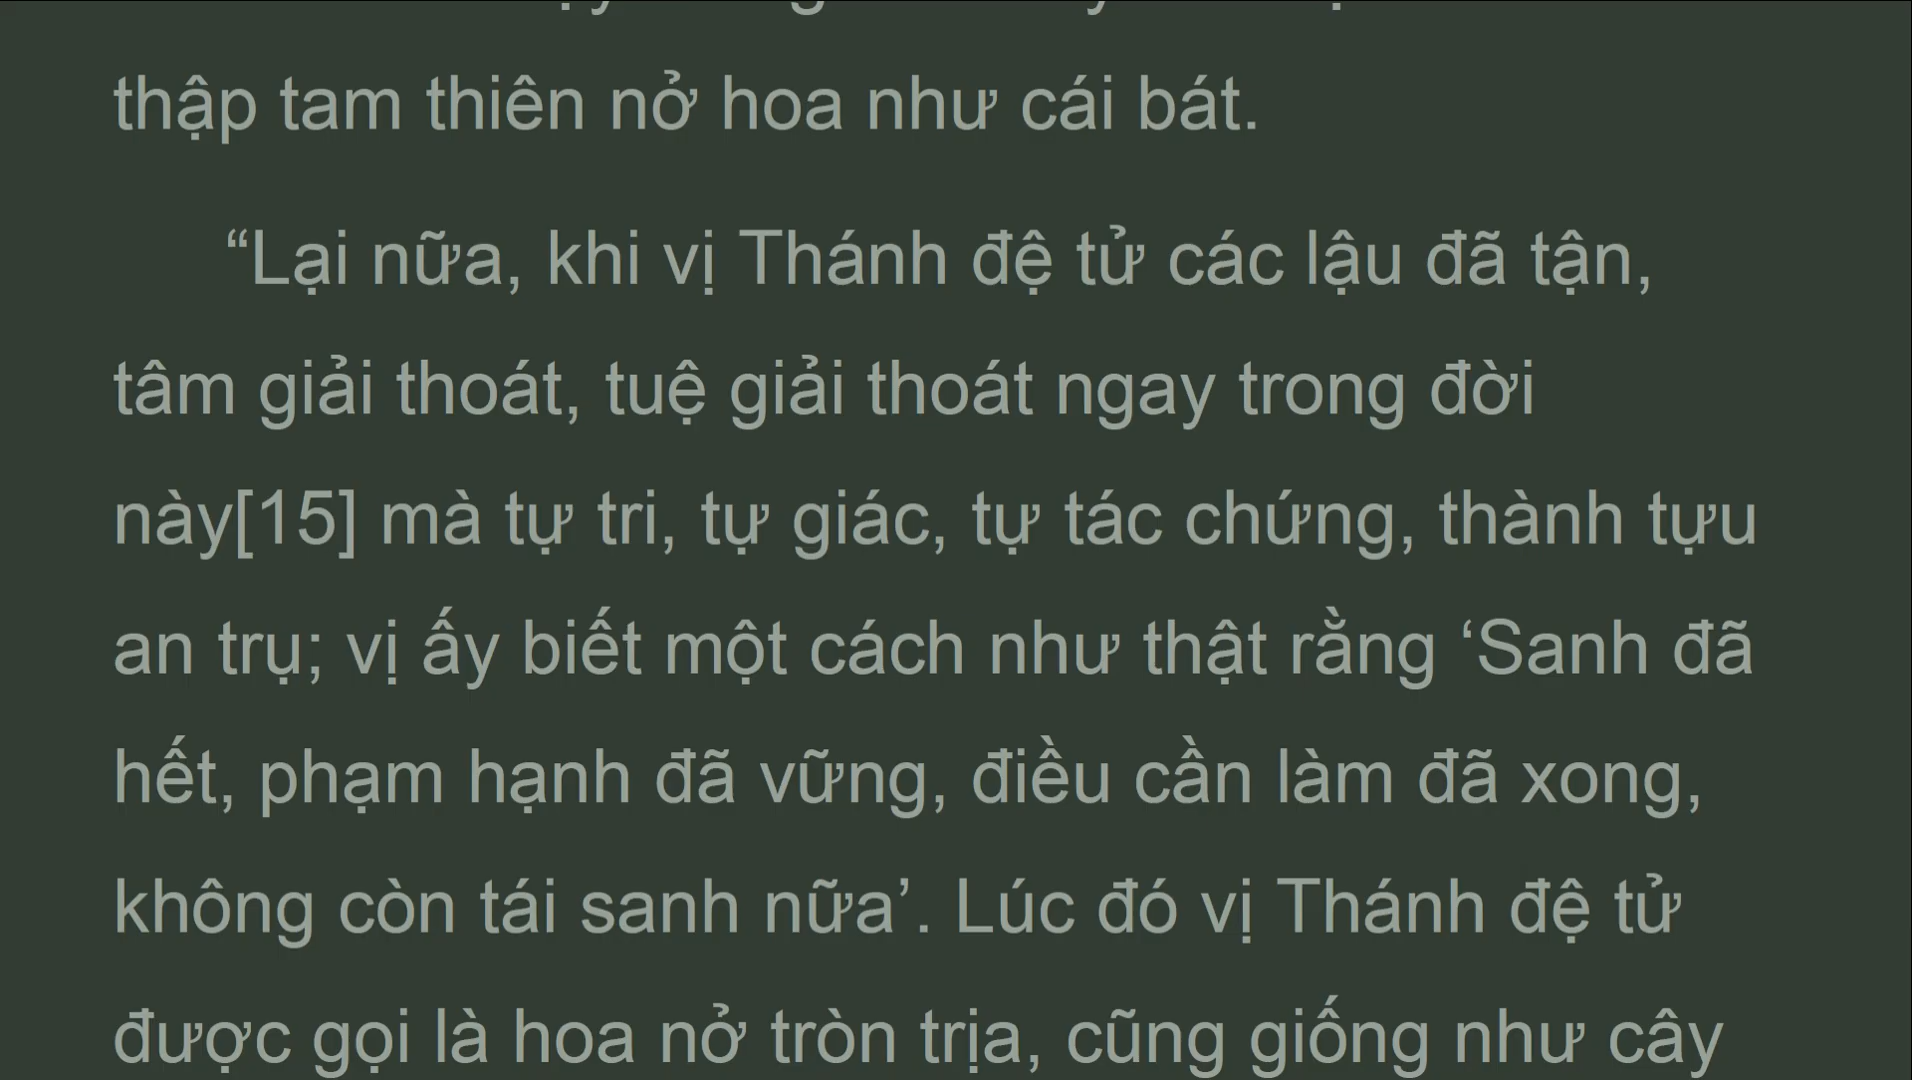 thập tam thiên nở hoa như cái bát.
“Lại nữa, khi vị Thánh đệ tử các lậu đã tận,
tâm giải thoát, tuệ giải thoát ngay trong đời
này[15] mà tự tri, tự giác, tự tác chứng, thành tựu
an trụ; vị ấy biết một cách như thật rằng ‘Sanh đã
hết, phạm hạnh đã vững, điều cần làm đã xong,
không còn tái sanh nữa’. Lúc đó vị Thánh đệ tử
được gọi là hoa nở tròn trịa, cũng giống như cây